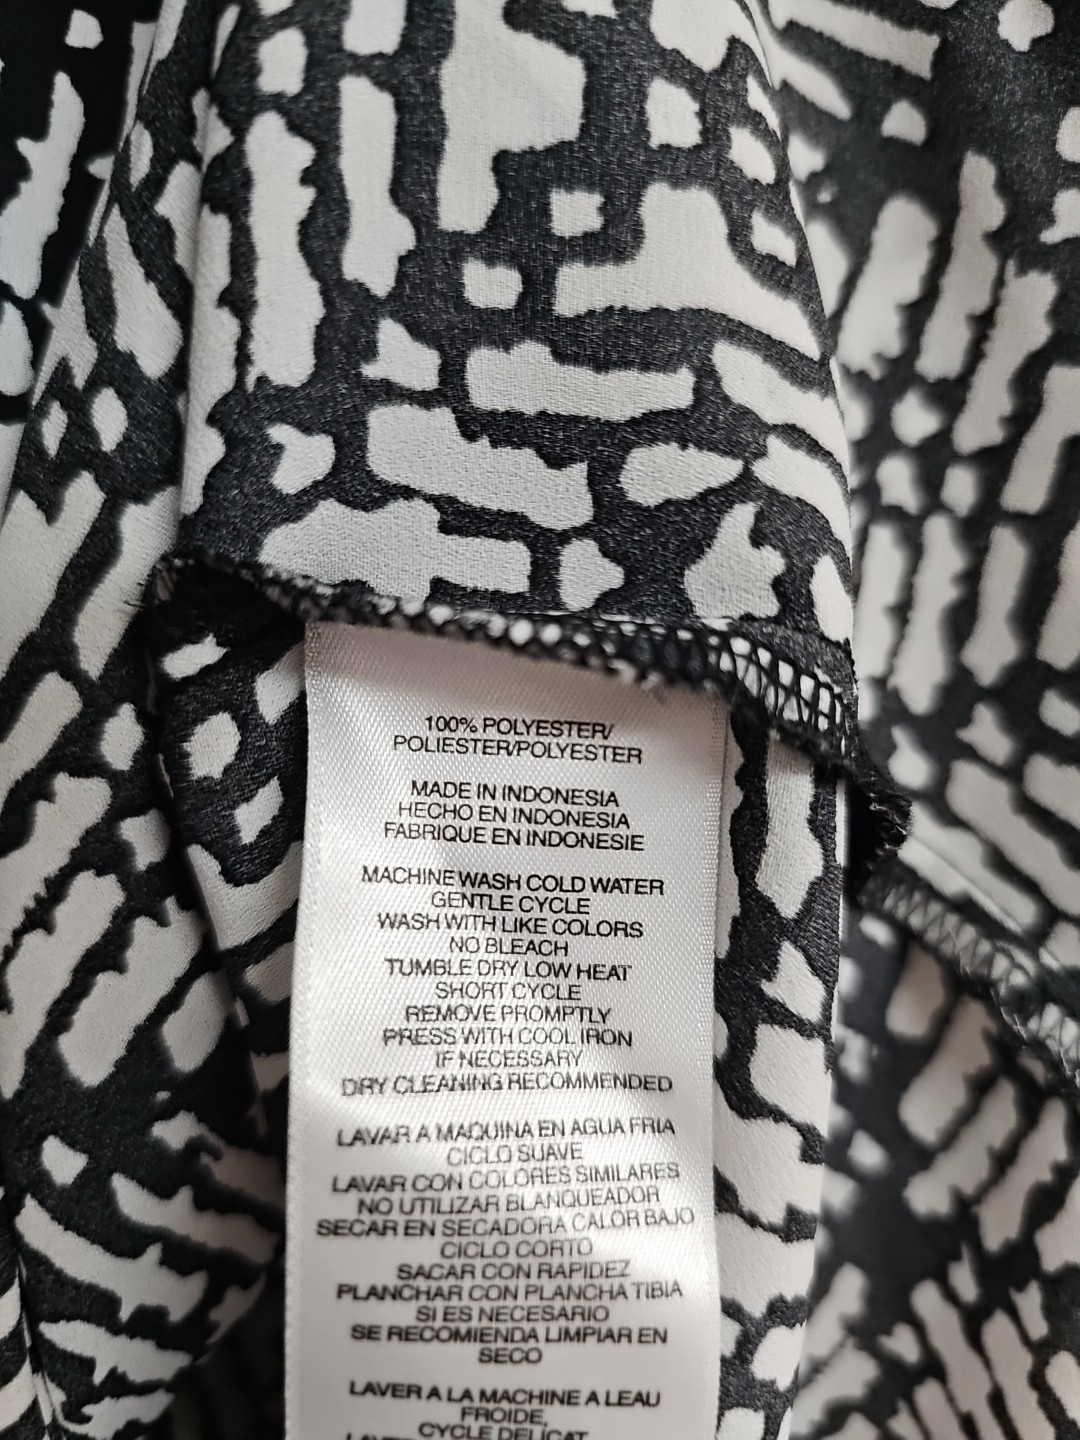 100% POLYESTER/
POLIESTER/POLYESTER
MADE IN INDONESIA
HECHO EN INDONESIA
FABRIQUE EN INDONESIE
MACHINE WASH COLD WATER
GENTLE CYCLE
WASH WITH LIKE COLORS
NO BLEACH
TUMBLE DRY LOW HEAT
SHORT CYCLE
REMOVE PROMPTLY
PRESS WITH COOL IRON
IF NECESSARY
DRY CLEANING RECOMMENDED
LAVAR A MAQUINA EN AGUA FRIA
CICLO SUAVE
LAVAR CON COLORES SIMILARES
NO UTILIZAR BLANQUEADOR
SECAR EN SECADORA CALOR BAJO
CICLO CORTO
SACAR CON RAPIDEZ
PLANCHAR CON PLANCHA TIBIA
SI ES NECESARIO
SE RECOMIENDA LIMPIAR EN
SECO
LAVER A LA MACHINE A LEAU
FROIDE,
CYCLE DELICAT